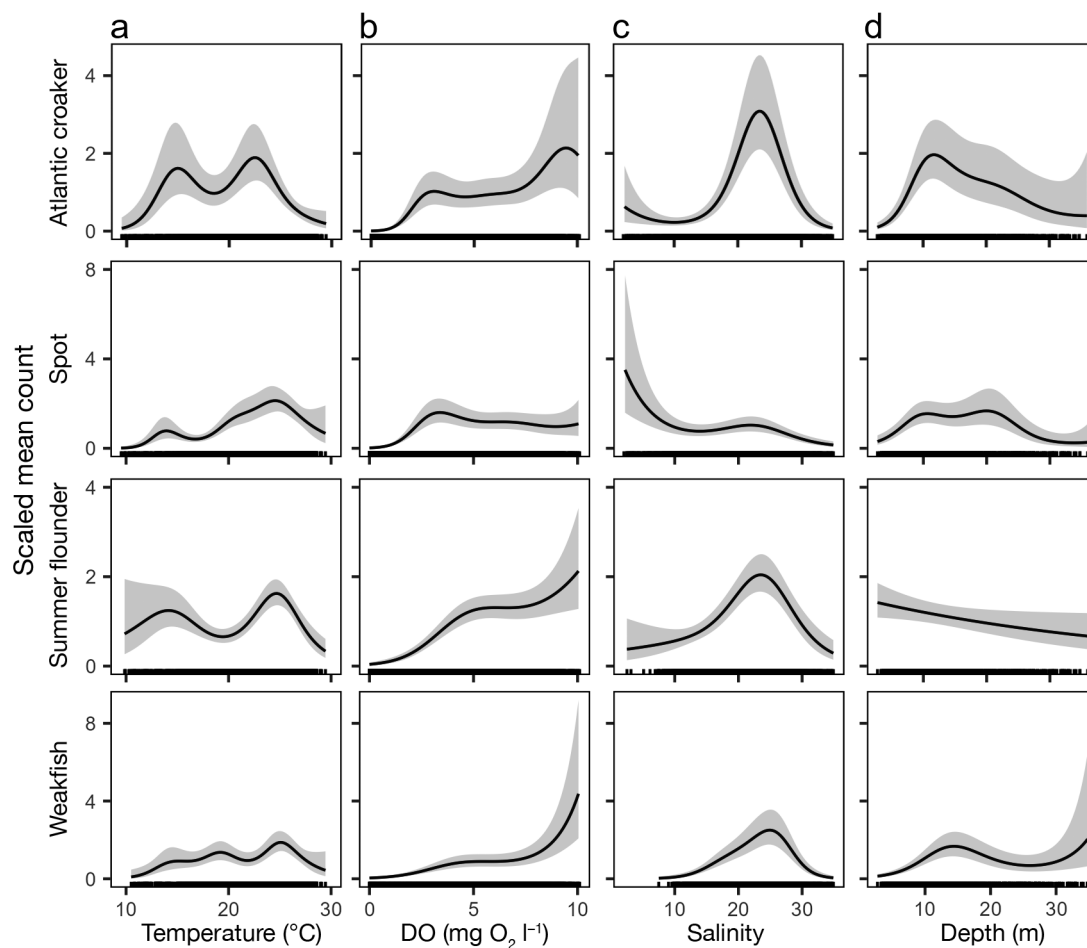 a b c d
Scaled mean count
Atlantic croaker
4
2
0
Spot
8
4
0
Summer flounder
4
2
0
Weakfish
8
4
0
10 20 30
0 5 10
10 20 30
10 20 30
Temperature (°C) DO (mg O₂ l⁻¹) Salinity Depth (m)